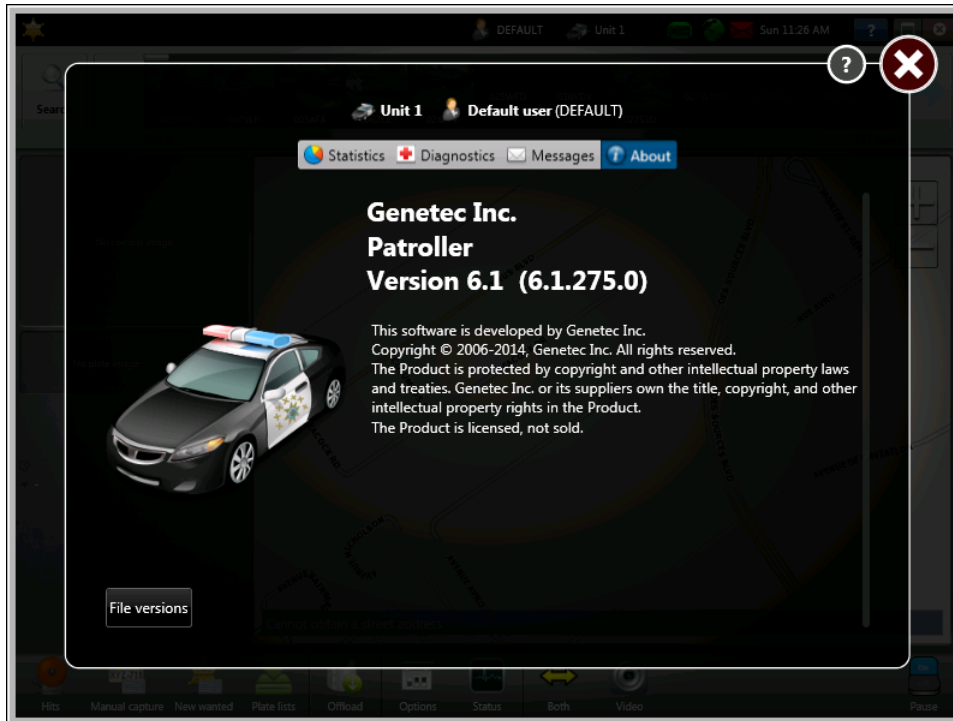 DEFAULT Unit 1 Sun 11:26 AM ?
?
Unit 1 Default user (DEFAULT)
Statistics Diagnostics Messages About
Genetec Inc.
Patroller
Version 6.1 (6.1.275.0)
This software is developed by Genetec Inc.
Copyright © 2006-2014, Genetec Inc. All rights reserved.
The Product is protected by copyright and other intellectual property laws
and treaties. Genetec Inc. or its suppliers own the title, copyright, and other
intellectual property rights in the Product.
The Product is licensed, not sold.
File versions
Cannot obtain a street address
Hits Manual capture New wanted Plate lists Offload Options Status Both Video Pause